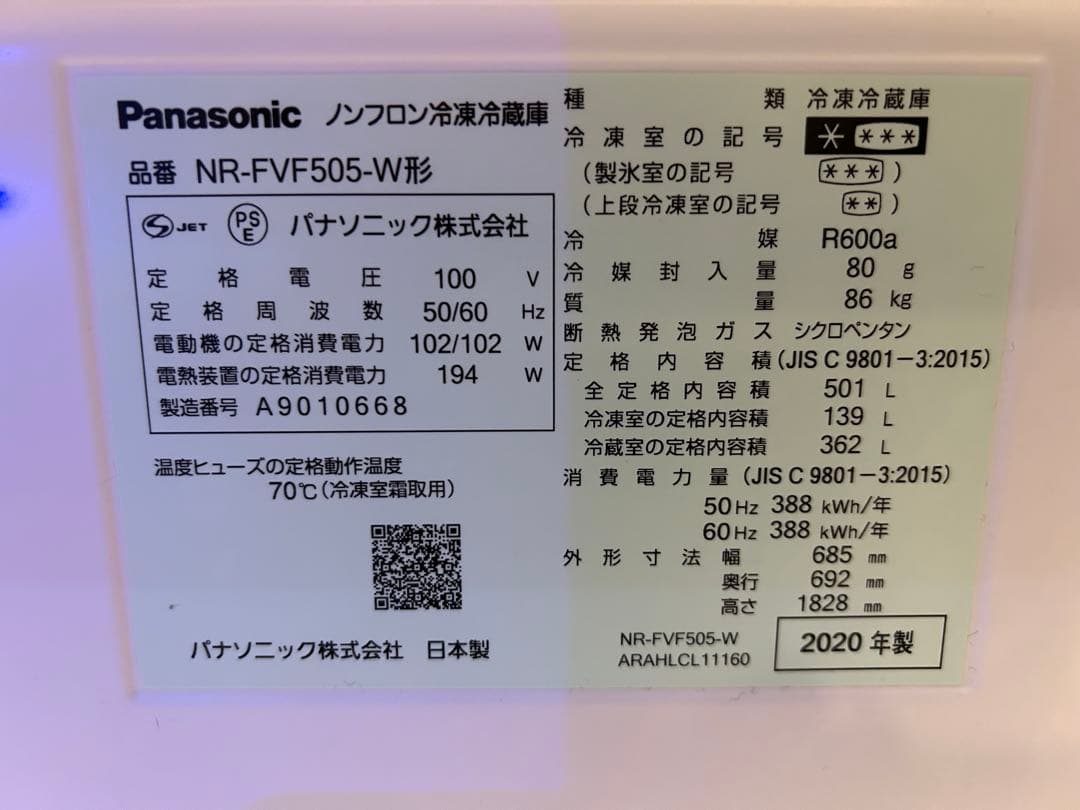 Panasonic ノンフロン冷凍冷蔵庫
品番 NR-FVF505-W形
S JET PSE パナソニック株式会社
定格電圧 100 V
定格周波数 50/60 Hz
電動機の定格消費電力 102/102 W
電熱装置の定格消費電力 194 W
製造番号 A9010668
温度ヒューズの定格動作温度
70℃(冷凍室霜取用)
パナソニック株式会社 日本製
種類 冷凍冷蔵庫
冷凍室の記号 * ***
(製氷室の記号 ***)
(上段冷凍室の記号 **)
冷媒 R600a
冷媒封入量 80 g
質量 86 kg
断熱発泡ガス シクロペンタン
定格内容積(JIS C 9801-3:2015)
全定格内容積 501 L
冷凍室の定格内容積 139 L
冷蔵室の定格内容積 362 L
消費電力量(JIS C 9801-3:2015)
50Hz 388 kWh/年
60Hz 388 kWh/年
外形寸法幅 685 mm
奥行 692 mm
高さ 1828 mm
NR-FVF505-W
ARAHLCL11160
2020年製